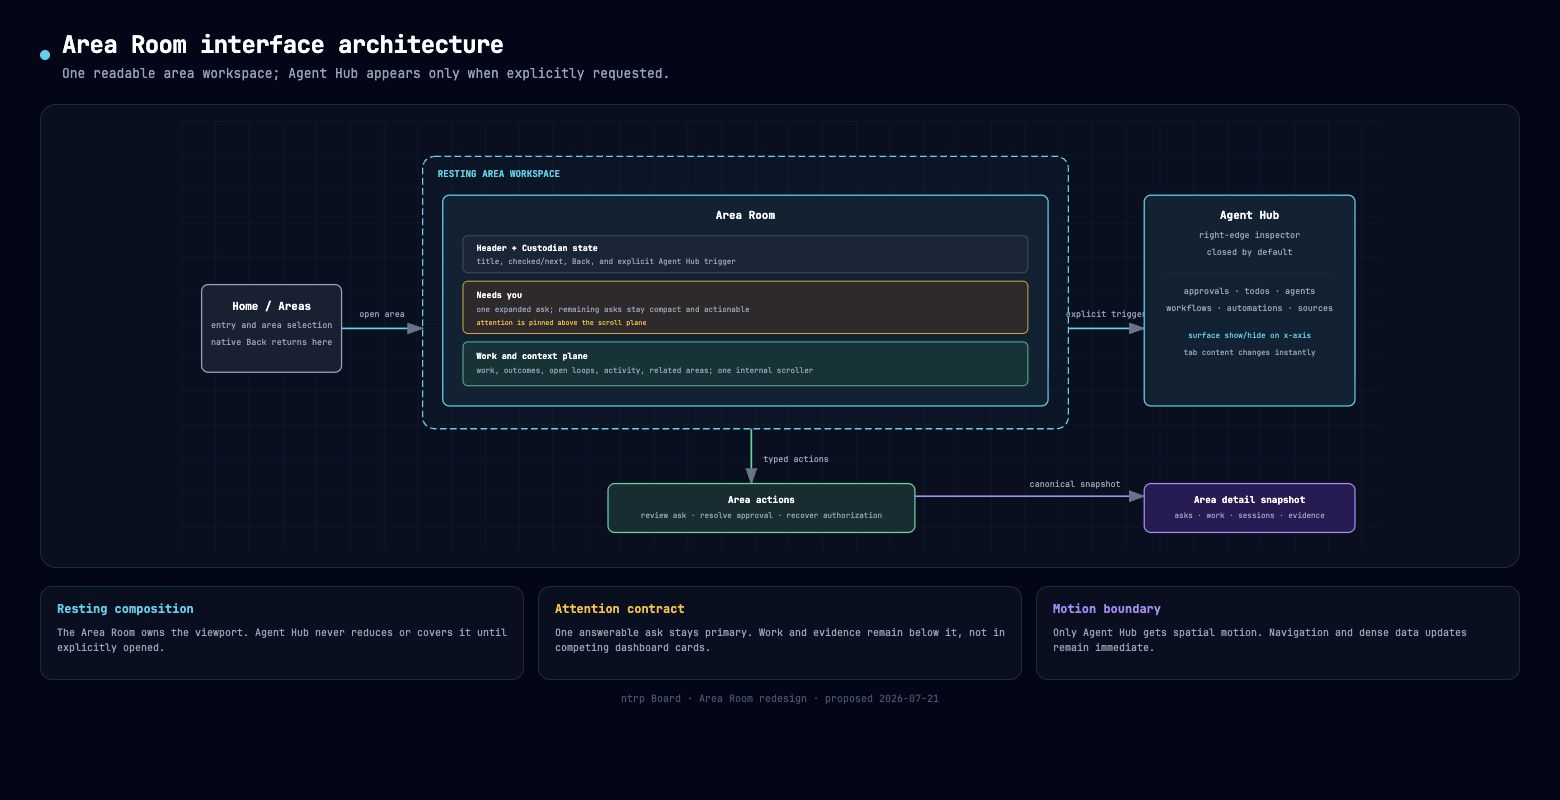 Area Room interface architecture
One readable area workspace; Agent Hub appears only when explicitly requested.
RESTING AREA WORKSPACE
Area Room
Header + Custodian state
title, checked/next, Back, and explicit Agent Hub trigger
Needs you
one expanded ask; remaining asks stay compact and actionable
attention is pinned above the scroll plane
Work and context plane
work, outcomes, open loops, activity, related areas; one internal scroller
Home / Areas
entry and area selection
native Back returns here
open area
explicit trigger
Agent Hub
right-edge inspector
closed by default
approvals · todos · agents
workflows · automations · sources
surface show/hide on x-axis
tab content changes instantly
typed actions
Area actions
review ask · resolve approval · recover authorization
canonical snapshot
Area detail snapshot
asks · work · sessions · evidence
Resting composition
The Area Room owns the viewport. Agent Hub never reduces or covers it until
explicitly opened.
Attention contract
One answerable ask stays primary. Work and evidence remain below it, not in
competing dashboard cards.
Motion boundary
Only Agent Hub gets spatial motion. Navigation and dense data updates
remain immediate.
ntrp Board · Area Room redesign · proposed 2026-07-21